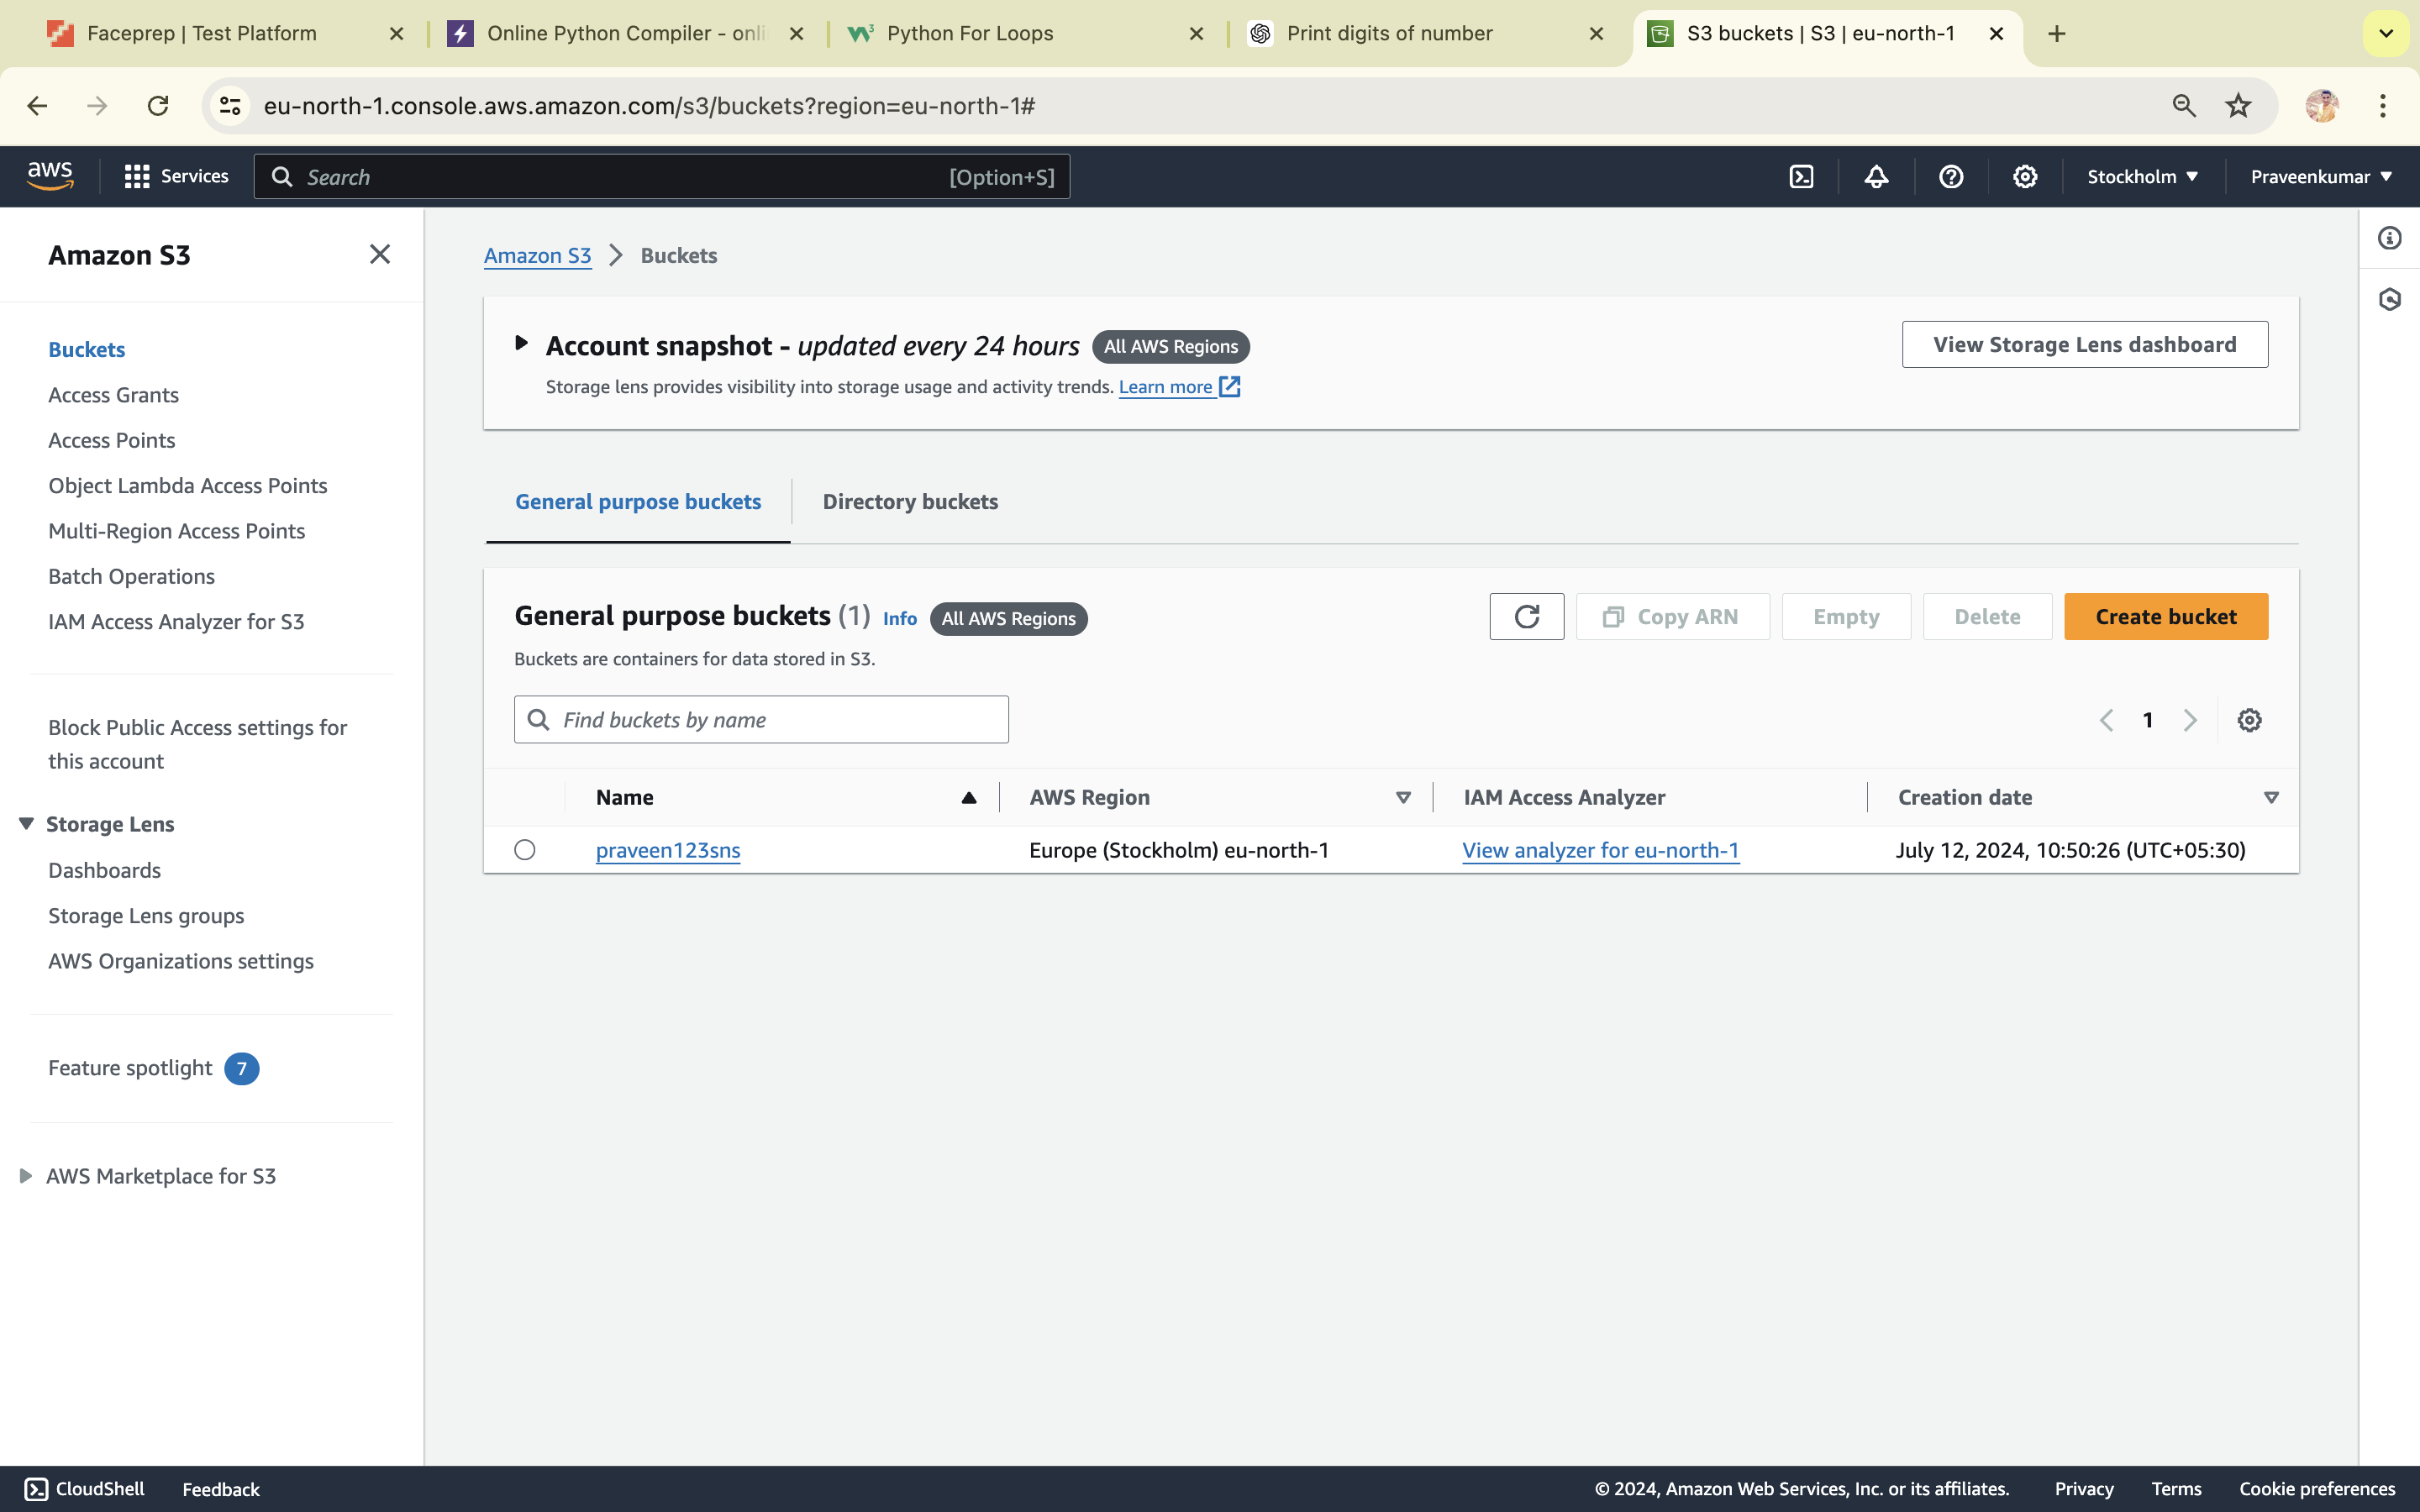 Faceprep | Test Platform
Online Python Compiler - onli
Python For Loops
Print digits of number
S3 buckets | S3 | eu-north-1
eu-north-1.console.aws.amazon.com/s3/buckets?region=eu-north-1#
aws
Services
Search
[Option+S]
Stockholm
Praveenkumar
Amazon S3
Buckets
Access Grants
Access Points
Object Lambda Access Points
Multi-Region Access Points
Batch Operations
IAM Access Analyzer for S3
Block Public Access settings for
this account
Storage Lens
Dashboards
Storage Lens groups
AWS Organizations settings
Feature spotlight 7
AWS Marketplace for S3
Amazon S3 > Buckets
Account snapshot - updated every 24 hours All AWS Regions
View Storage Lens dashboard
Storage lens provides visibility into storage usage and activity trends. Learn more
General purpose buckets
Directory buckets
General purpose buckets (1) Info All AWS Regions
Copy ARN
Empty
Delete
Create bucket
Buckets are containers for data stored in S3.
Find buckets by name
1
Name AWS Region IAM Access Analyzer Creation date
praveen123sns Europe (Stockholm) eu-north-1 View analyzer for eu-north-1 July 12, 2024, 10:50:26 (UTC+05:30)
CloudShell
Feedback
© 2024, Amazon Web Services, Inc. or its affiliates.
Privacy
Terms
Cookie preferences